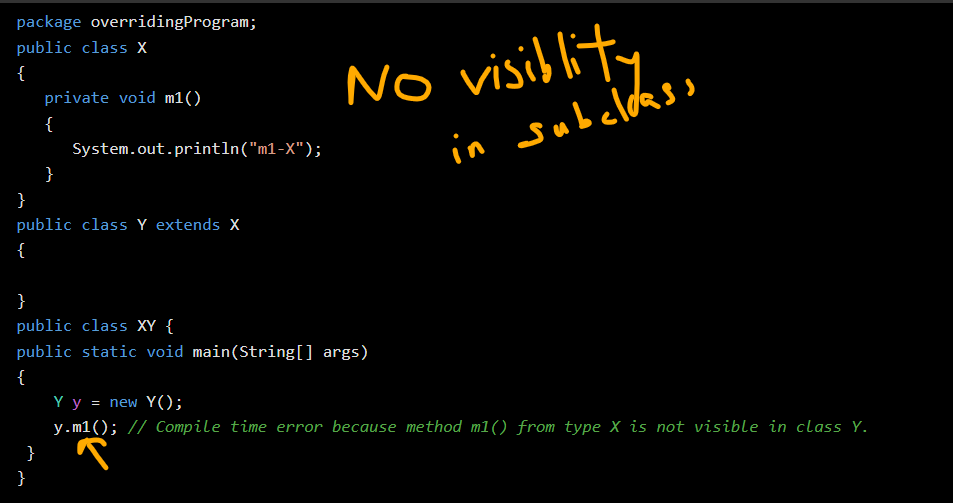 package overridingProgram;
public class X
{
private void m1()
{
System.out.println("m1-X");
}
}
public class Y extends X
{
}
public class XY {
public static void main(String[] args)
{
Y y = new Y();
y.m1(); // Compile time error because method m1() from type X is not visible in class Y.
}
}
No visiblity
in subclass